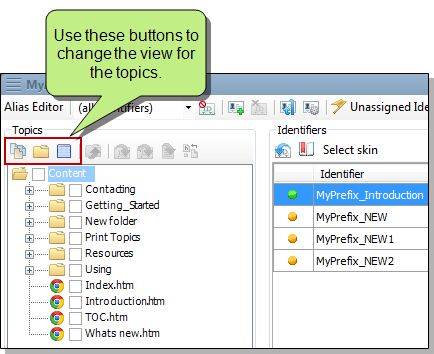 Use these buttons to
change the view for
the topics.
My
Alias Editor
Unassigned Ide
Topics
Identifiers
Select skin
Content
Identifier
Contacting
MyPrefix_Introduction
Getting_Started
New folder
MyPrefix_NEW
Print Topics
MyPrefix_NEW1
Resources
MyPrefix_NEW2
Using
Index.htm
Introduction.htm
TOC.htm
Whats new.htm